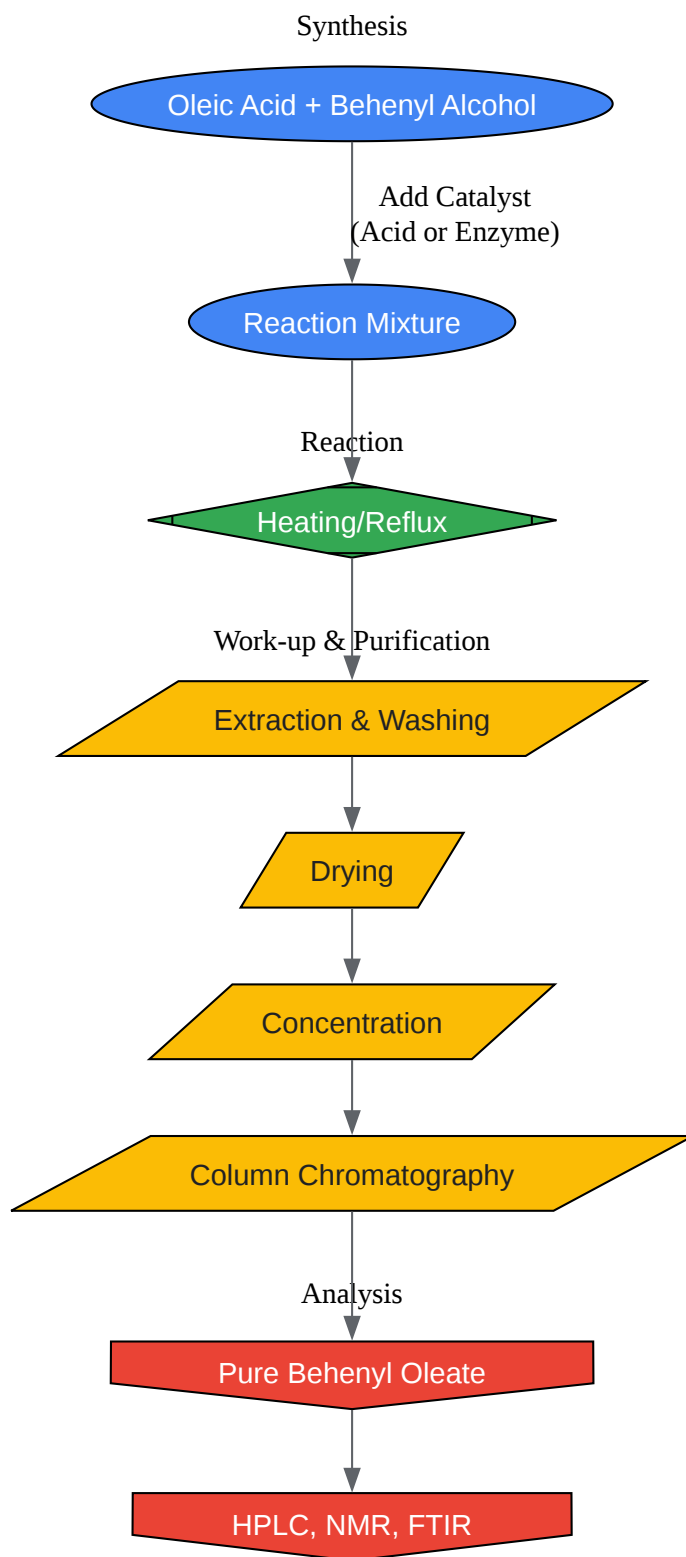 Synthesis
Oleic Acid + Behenyl Alcohol
Add Catalyst
(Acid or Enzyme)
Reaction Mixture
Reaction
Heating/Reflux
Work-up & Purification
Extraction & Washing
Drying
Concentration
Column Chromatography
Analysis
Pure Behenyl Oleate
HPLC, NMR, FTIR